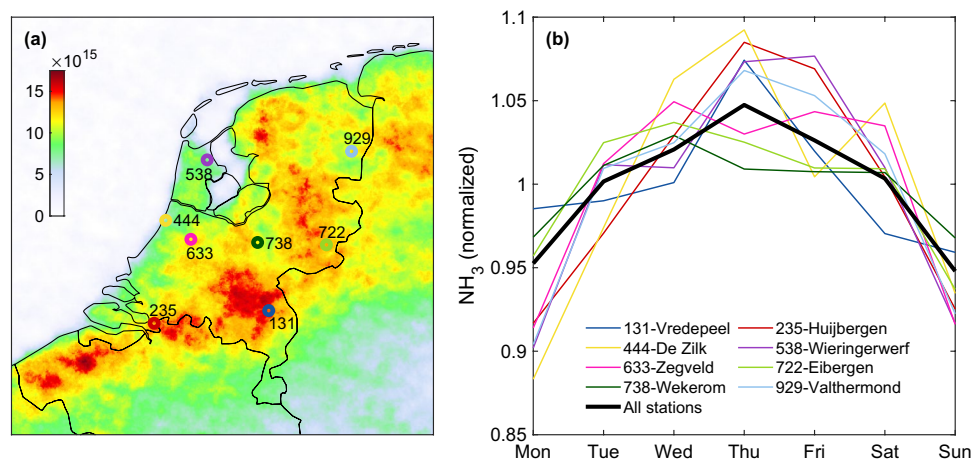 (a)
×10¹⁵
15
10
5
0
929
538
444
633
738
722
235
131
(b)
NH₃ (normalized)
1.1
1.05
1
0.95
0.9
0.85
131-Vredepeel
235-Huijbergen
444-De Zilk
538-Wieringerwerf
633-Zegveld
722-Eibergen
738-Wekerom
929-Valthermond
All stations
Mon Tue Wed Thu Fri Sat Sun